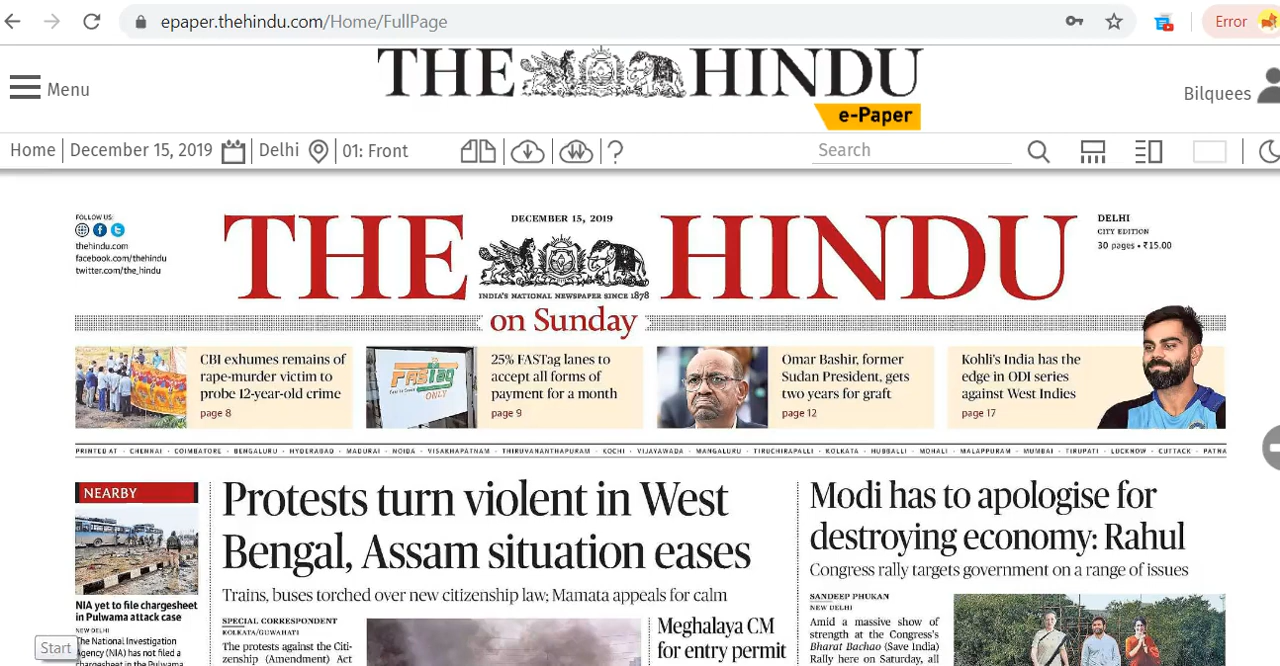 epaper.thehindu.com/Home/FullPage
Error
Menu
THE HINDU
e-Paper
Bilquees
Home December 15, 2019 Delhi 01: Front
?
Search
FOLLOW US:
thehindu.com
facebook.com/thehindu
twitter.com/the_hindu
DECEMBER 15, 2019
THE HINDU
INDIA'S NATIONAL NEWSPAPER SINCE 1878
on Sunday
DELHI
CITY EDITION
30 pages • ₹15.00
CBI exhumes remains of
rape-murder victim to
probe 12-year-old crime
page 8
FASTag
ONLY
25% FASTag lanes to
accept all forms of
payment for a month
page 9
Omar Bashir, former
Sudan President, gets
two years for graft
page 12
Kohli's India has the
edge in ODI series
against West Indies
page 17
PRINTED AT · CHENNAI · COIMBATORE · BENGALURU · HYDERABAD · MADURAI · NOIDA · VISAKHAPATNAM · THIRUVANANTHAPURAM · KOCHI · VIJAYAWADA · MANGALURU · TIRUCHIRAPALLI · KOLKATA · HUBBALLI · MOHALI · MALAPPURAM · MUMBAI · TIRUPATI · LUCKNOW · CUTTACK · PATNA
NEARBY
NIA yet to file chargesheet
in Pulwama attack case
NEW DELHI
The National Investigation
Agency (NIA) has not filed a
chargesheet in the Pulwama
Start
Protests turn violent in West
Bengal, Assam situation eases
Trains, buses torched over new citizenship law; Mamata appeals for calm
SPECIAL CORRESPONDENT
KOLKATA/GUWAHATI
The protests against the Citi-
zenship (Amendment) Act
Meghalaya CM
for entry permit
Modi has to apologise for
destroying economy: Rahul
Congress rally targets government on a range of issues
SANDEEP PHUKAN
NEW DELHI
Amid a massive show of
strength at the Congress's
Bharat Bachao (Save India)
Rally here on Saturday, all